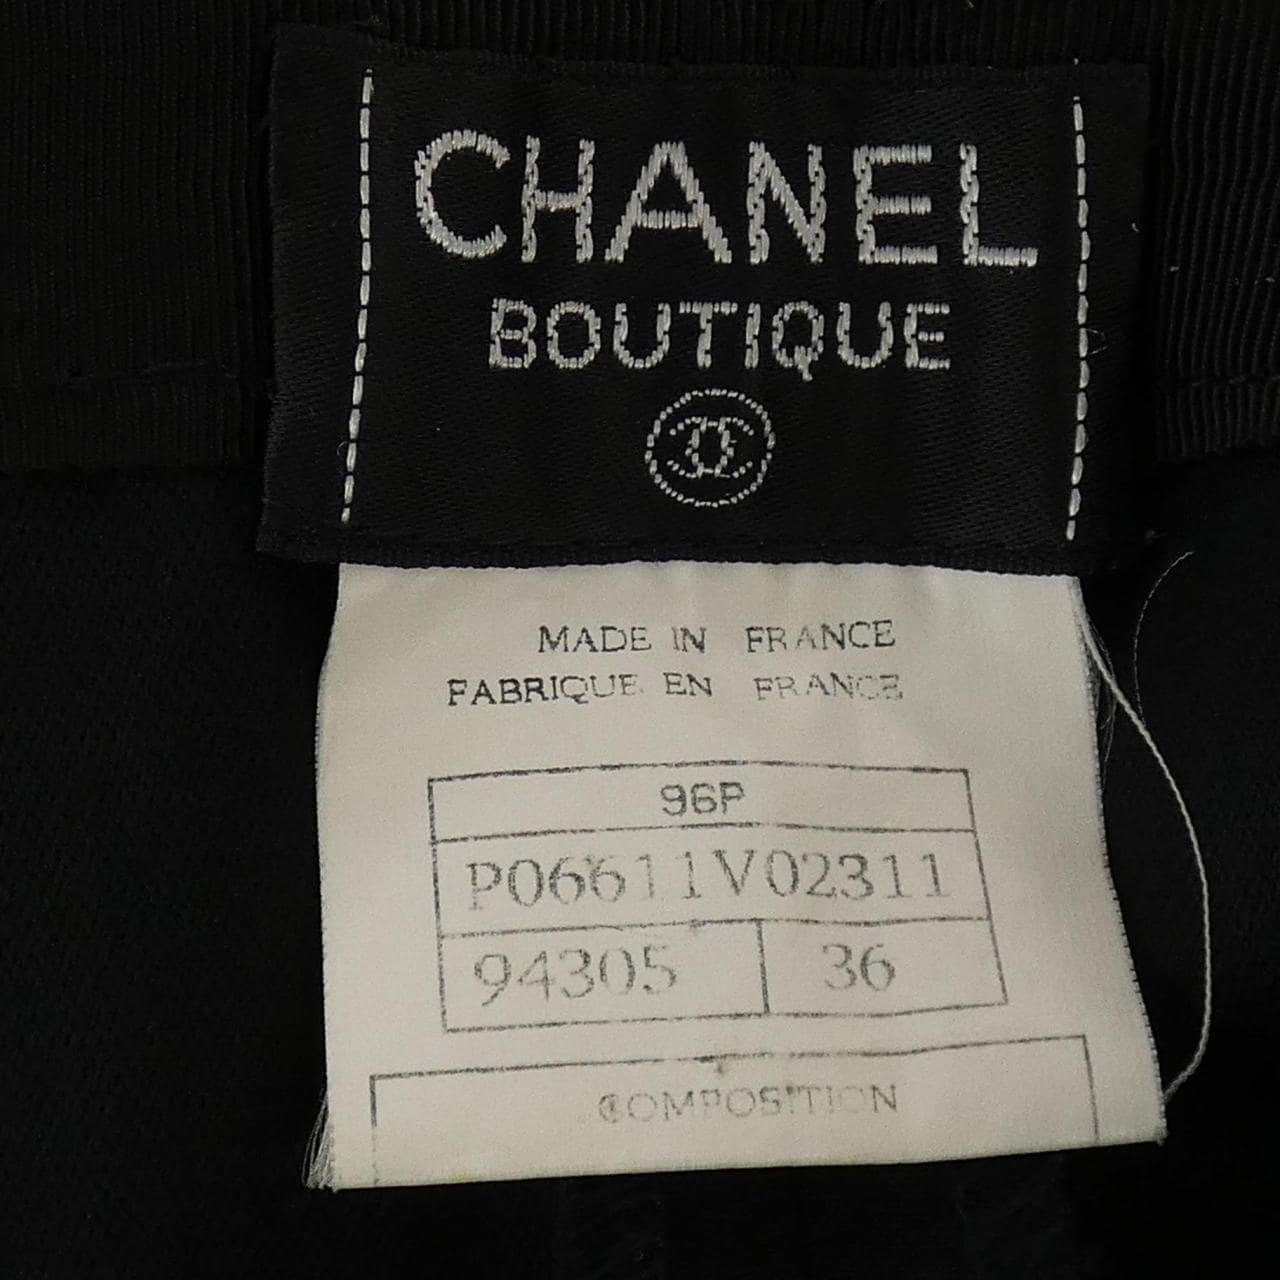 CHANEL
BOUTIQUE
MADE IN FRANCE
FABRIQUE EN FRANCE
96P
P06611V02311
94305 36
COMPOSITION